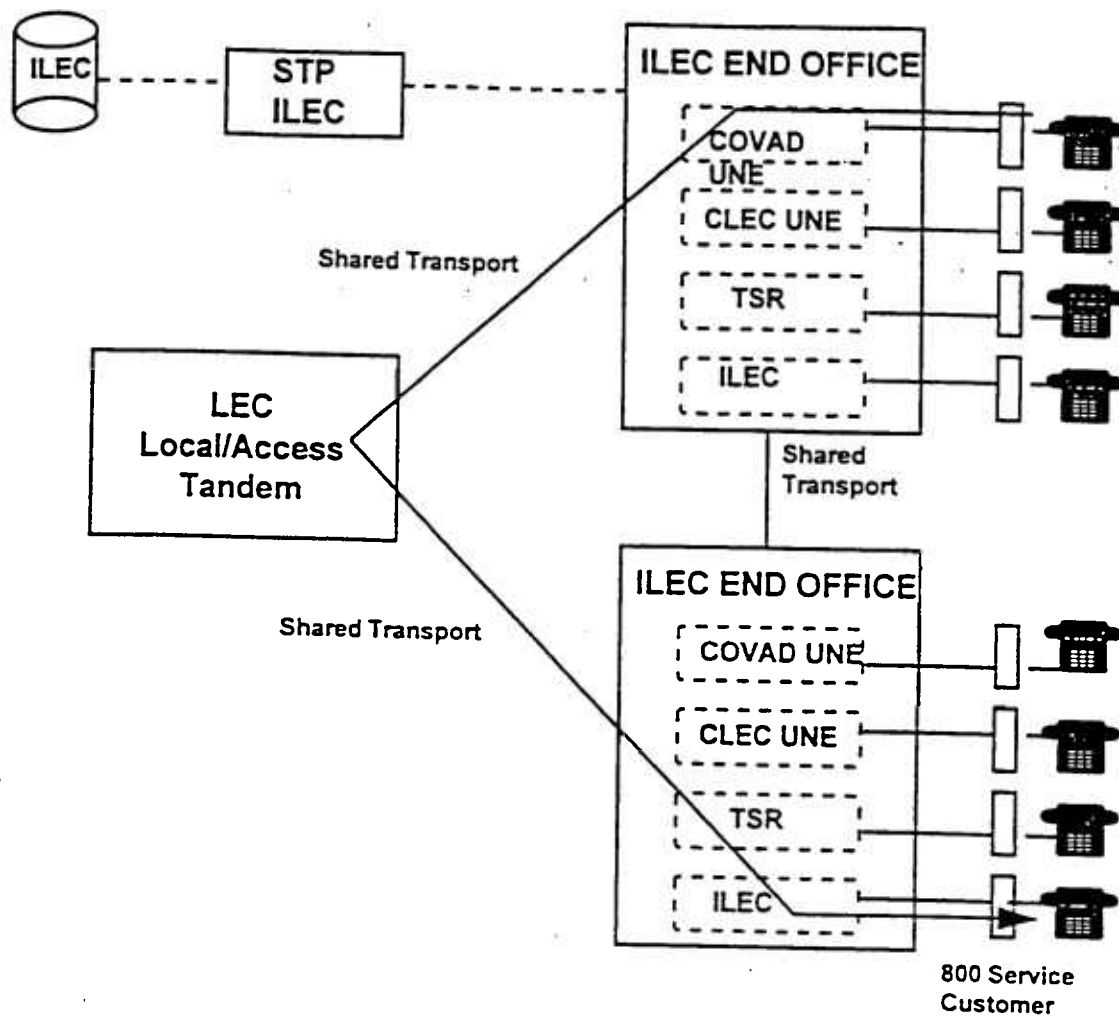 ILEC
STP
ILEC
ILEC END OFFICE
COVAD
UNE
CLEC UNE
TSR
ILEC
Shared Transport
LEC
Local/Access
Tandem
Shared
Transport
Shared Transport
ILEC END OFFICE
COVAD UNE
CLEC UNE
TSR
ILEC
800 Service
Customer